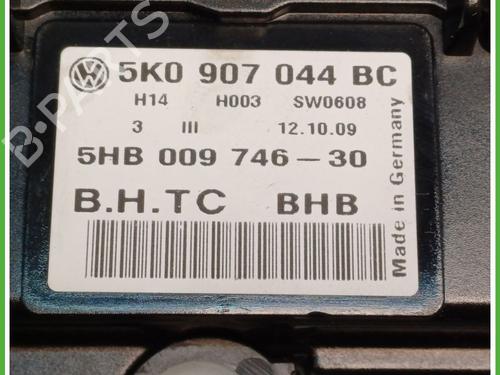 B-PARTS
5K0 907 044 BC
H14 H003 SW0608
3 III 12.10.09
5HB 009 746-30
B.H.TC BHB
Made in Germany